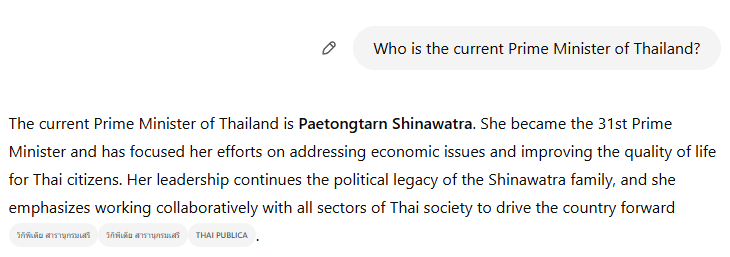 Who is the current Prime Minister of Thailand?
The current Prime Minister of Thailand is Paetongtarn Shinawatra. She became the 31st Prime
Minister and has focused her efforts on addressing economic issues and improving the quality of life
for Thai citizens. Her leadership continues the political legacy of the Shinawatra family, and she
emphasizes working collaboratively with all sectors of Thai society to drive the country forward
วิกิพีเดีย สารานุกรมเสรี วิกิพีเดีย สารานุกรมเสรี THAI PUBLICA .